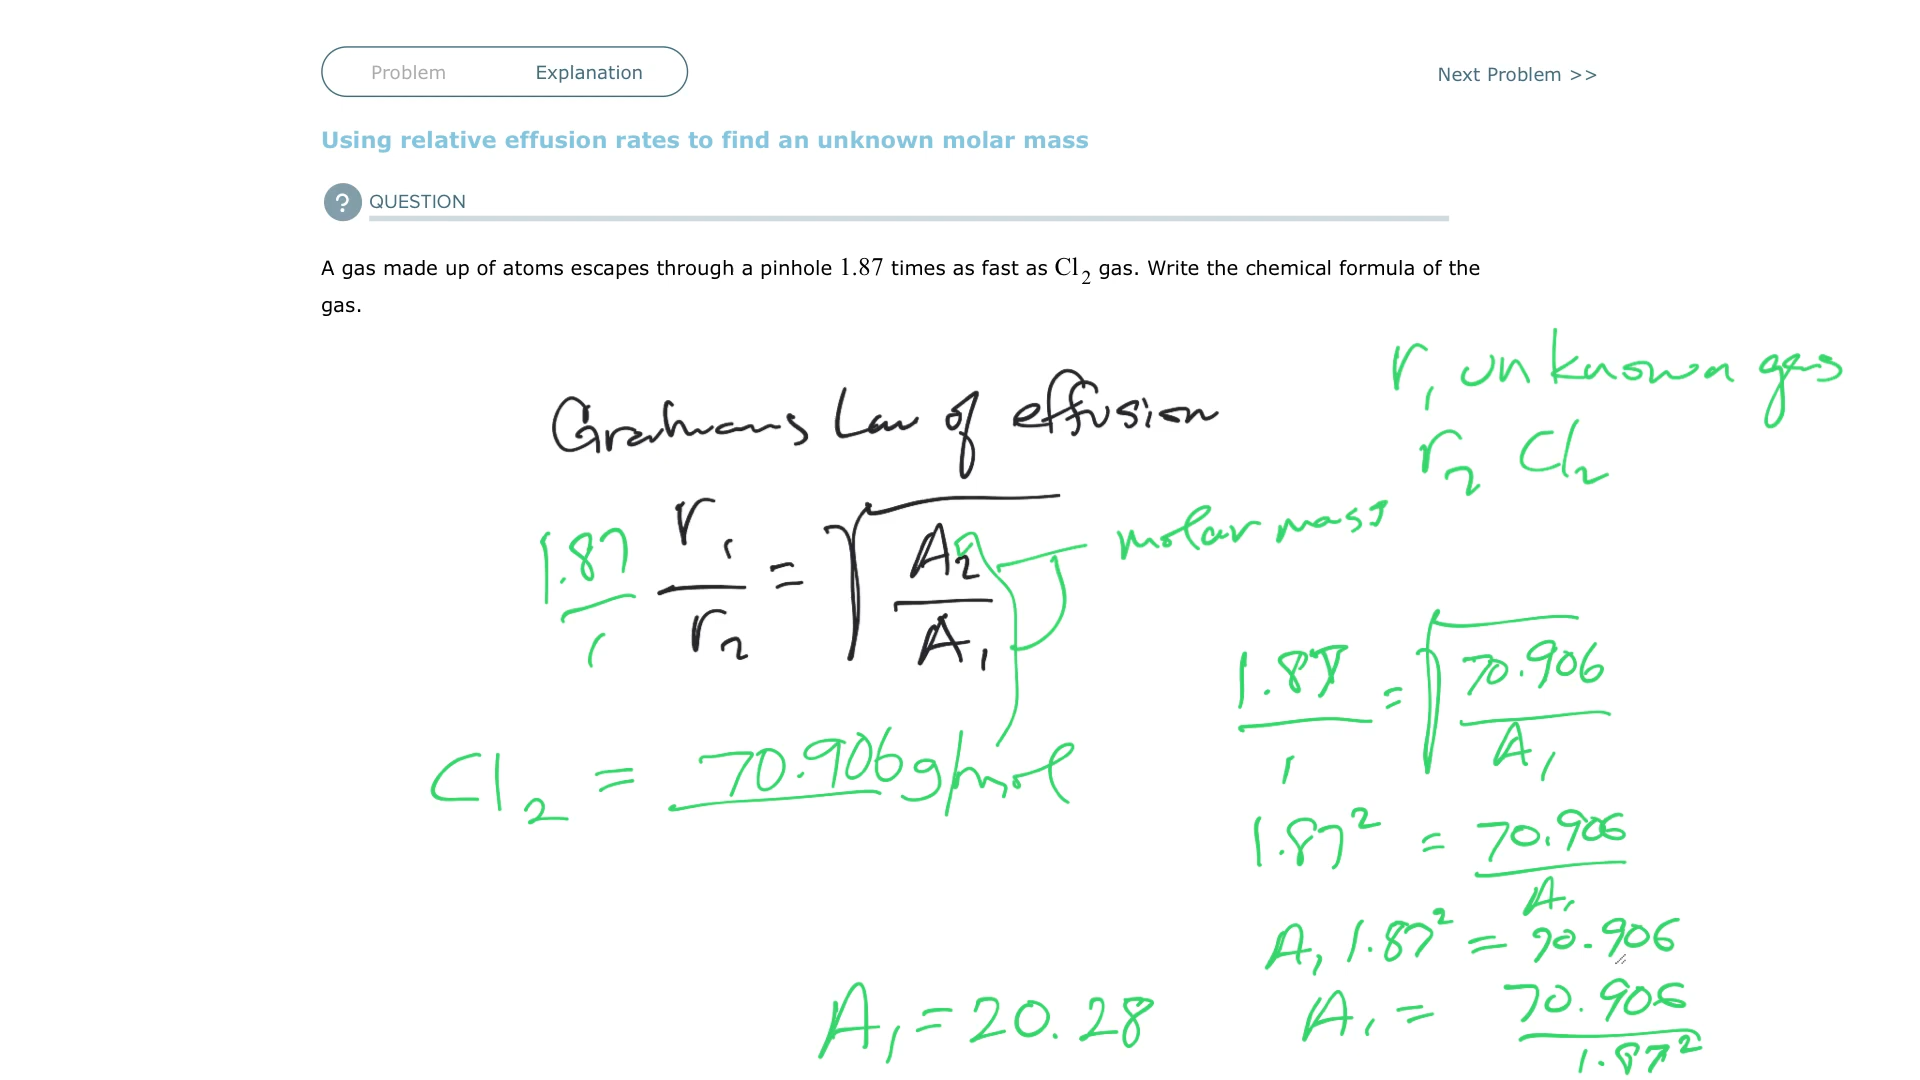 Problem Explanation
Next Problem >>
Using relative effusion rates to find an unknown molar mass
? QUESTION
A gas made up of atoms escapes through a pinhole 1.87 times as fast as Cl₂ gas. Write the chemical formula of the
gas.
r₁ unknown gas
Grahams Law of effusion
r₂ Cl₂
molar mass
1.87/1 r₁/r₂ = √(A₂/A₁)
1.87/1 = √(70.906/A₁)
Cl₂ = 70.906 g/mol
1.87² = 70.906/A₁
A₁ 1.87² = 70.906
A₁ = 70.906/1.87²
A₁ = 20.28